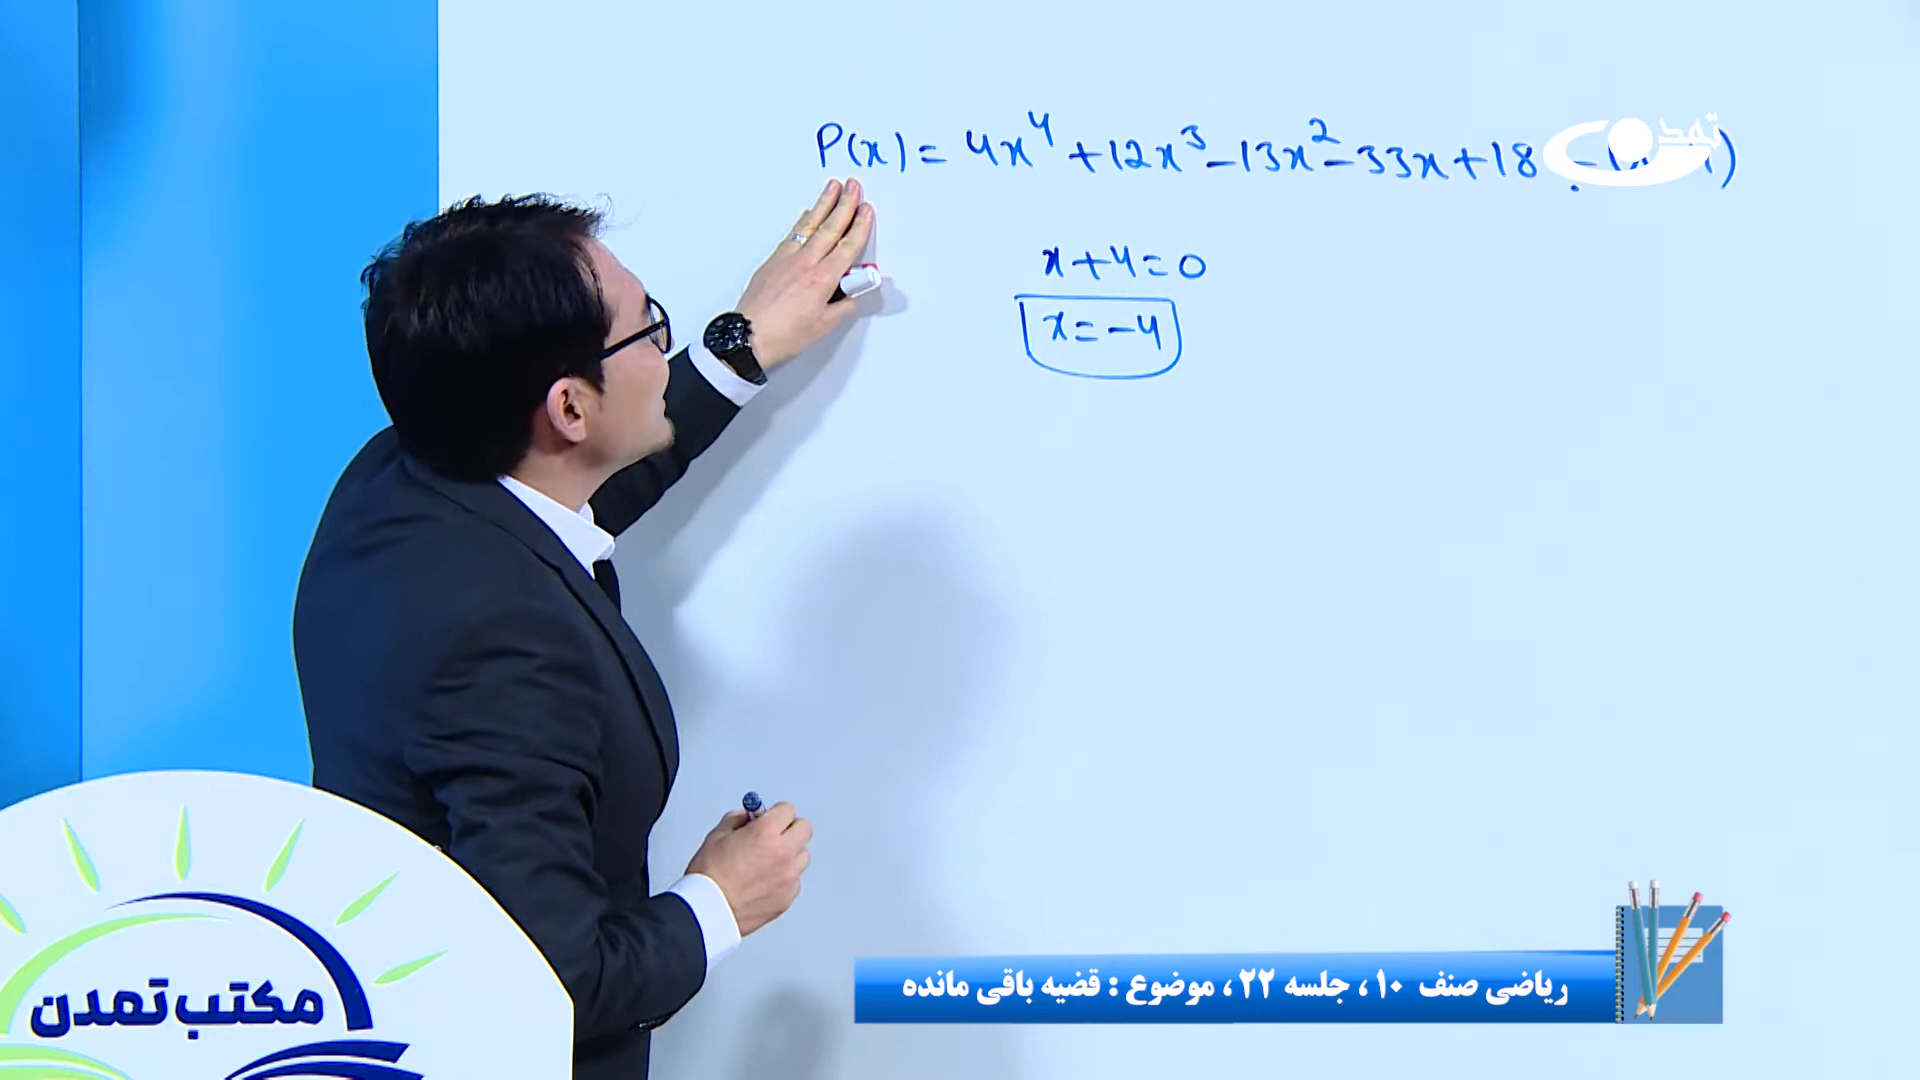 P(x) = 4x⁴ + 12x³ - 13x² - 33x + 18 ÷
تمدن
x + 4 = 0
x = -4
ریاضی صنف ۱۰ ، جلسه ۲۲ ، موضوع : قضیه باقی مانده
مکتب تمدن